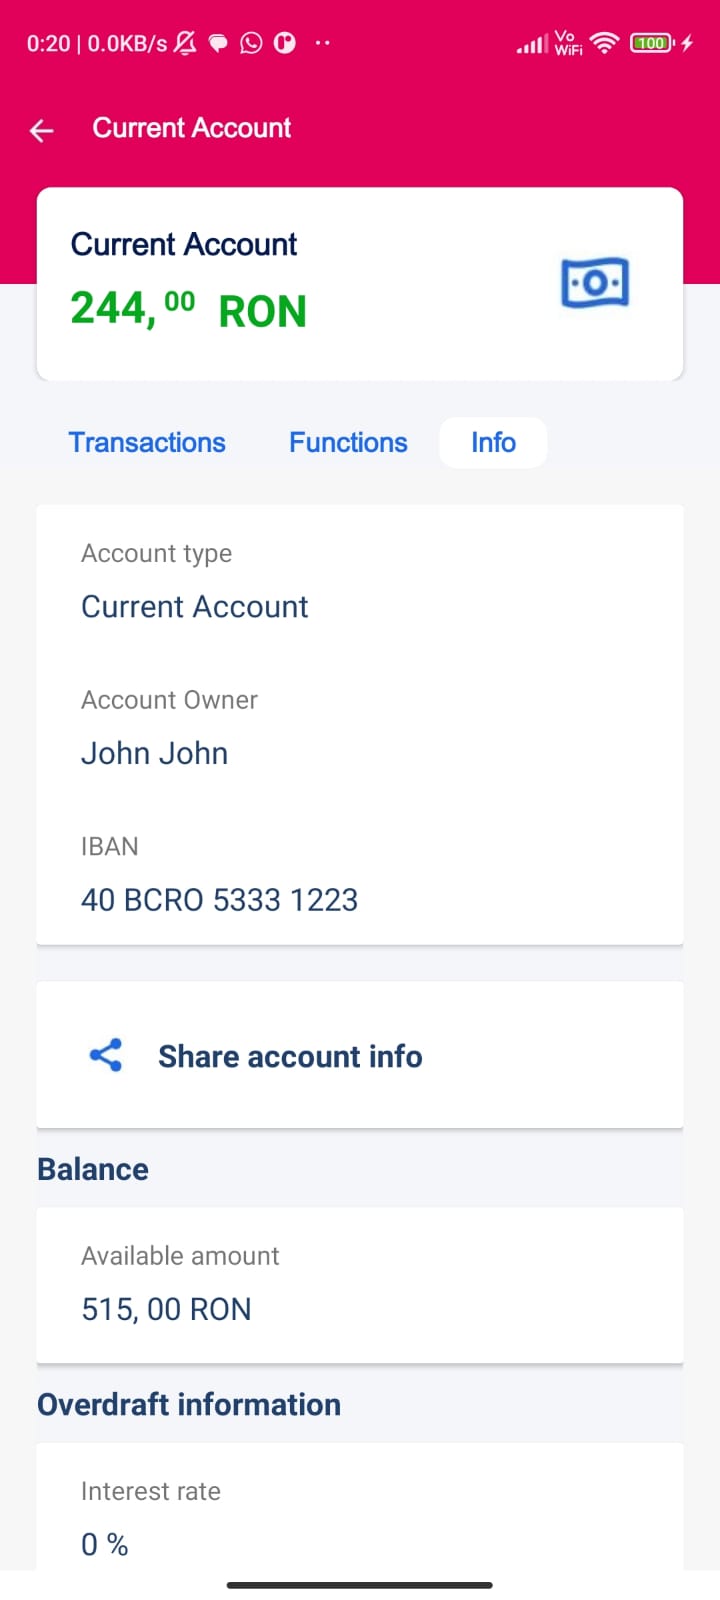 0:20 | 0.0KB/s Vo WiFi 100
Current Account
Current Account
244, 00 RON
Transactions Functions Info
Account type
Current Account
Account Owner
John John
IBAN
40 BCRO 5333 1223
Share account info
Balance
Available amount
515, 00 RON
Overdraft information
Interest rate
0 %